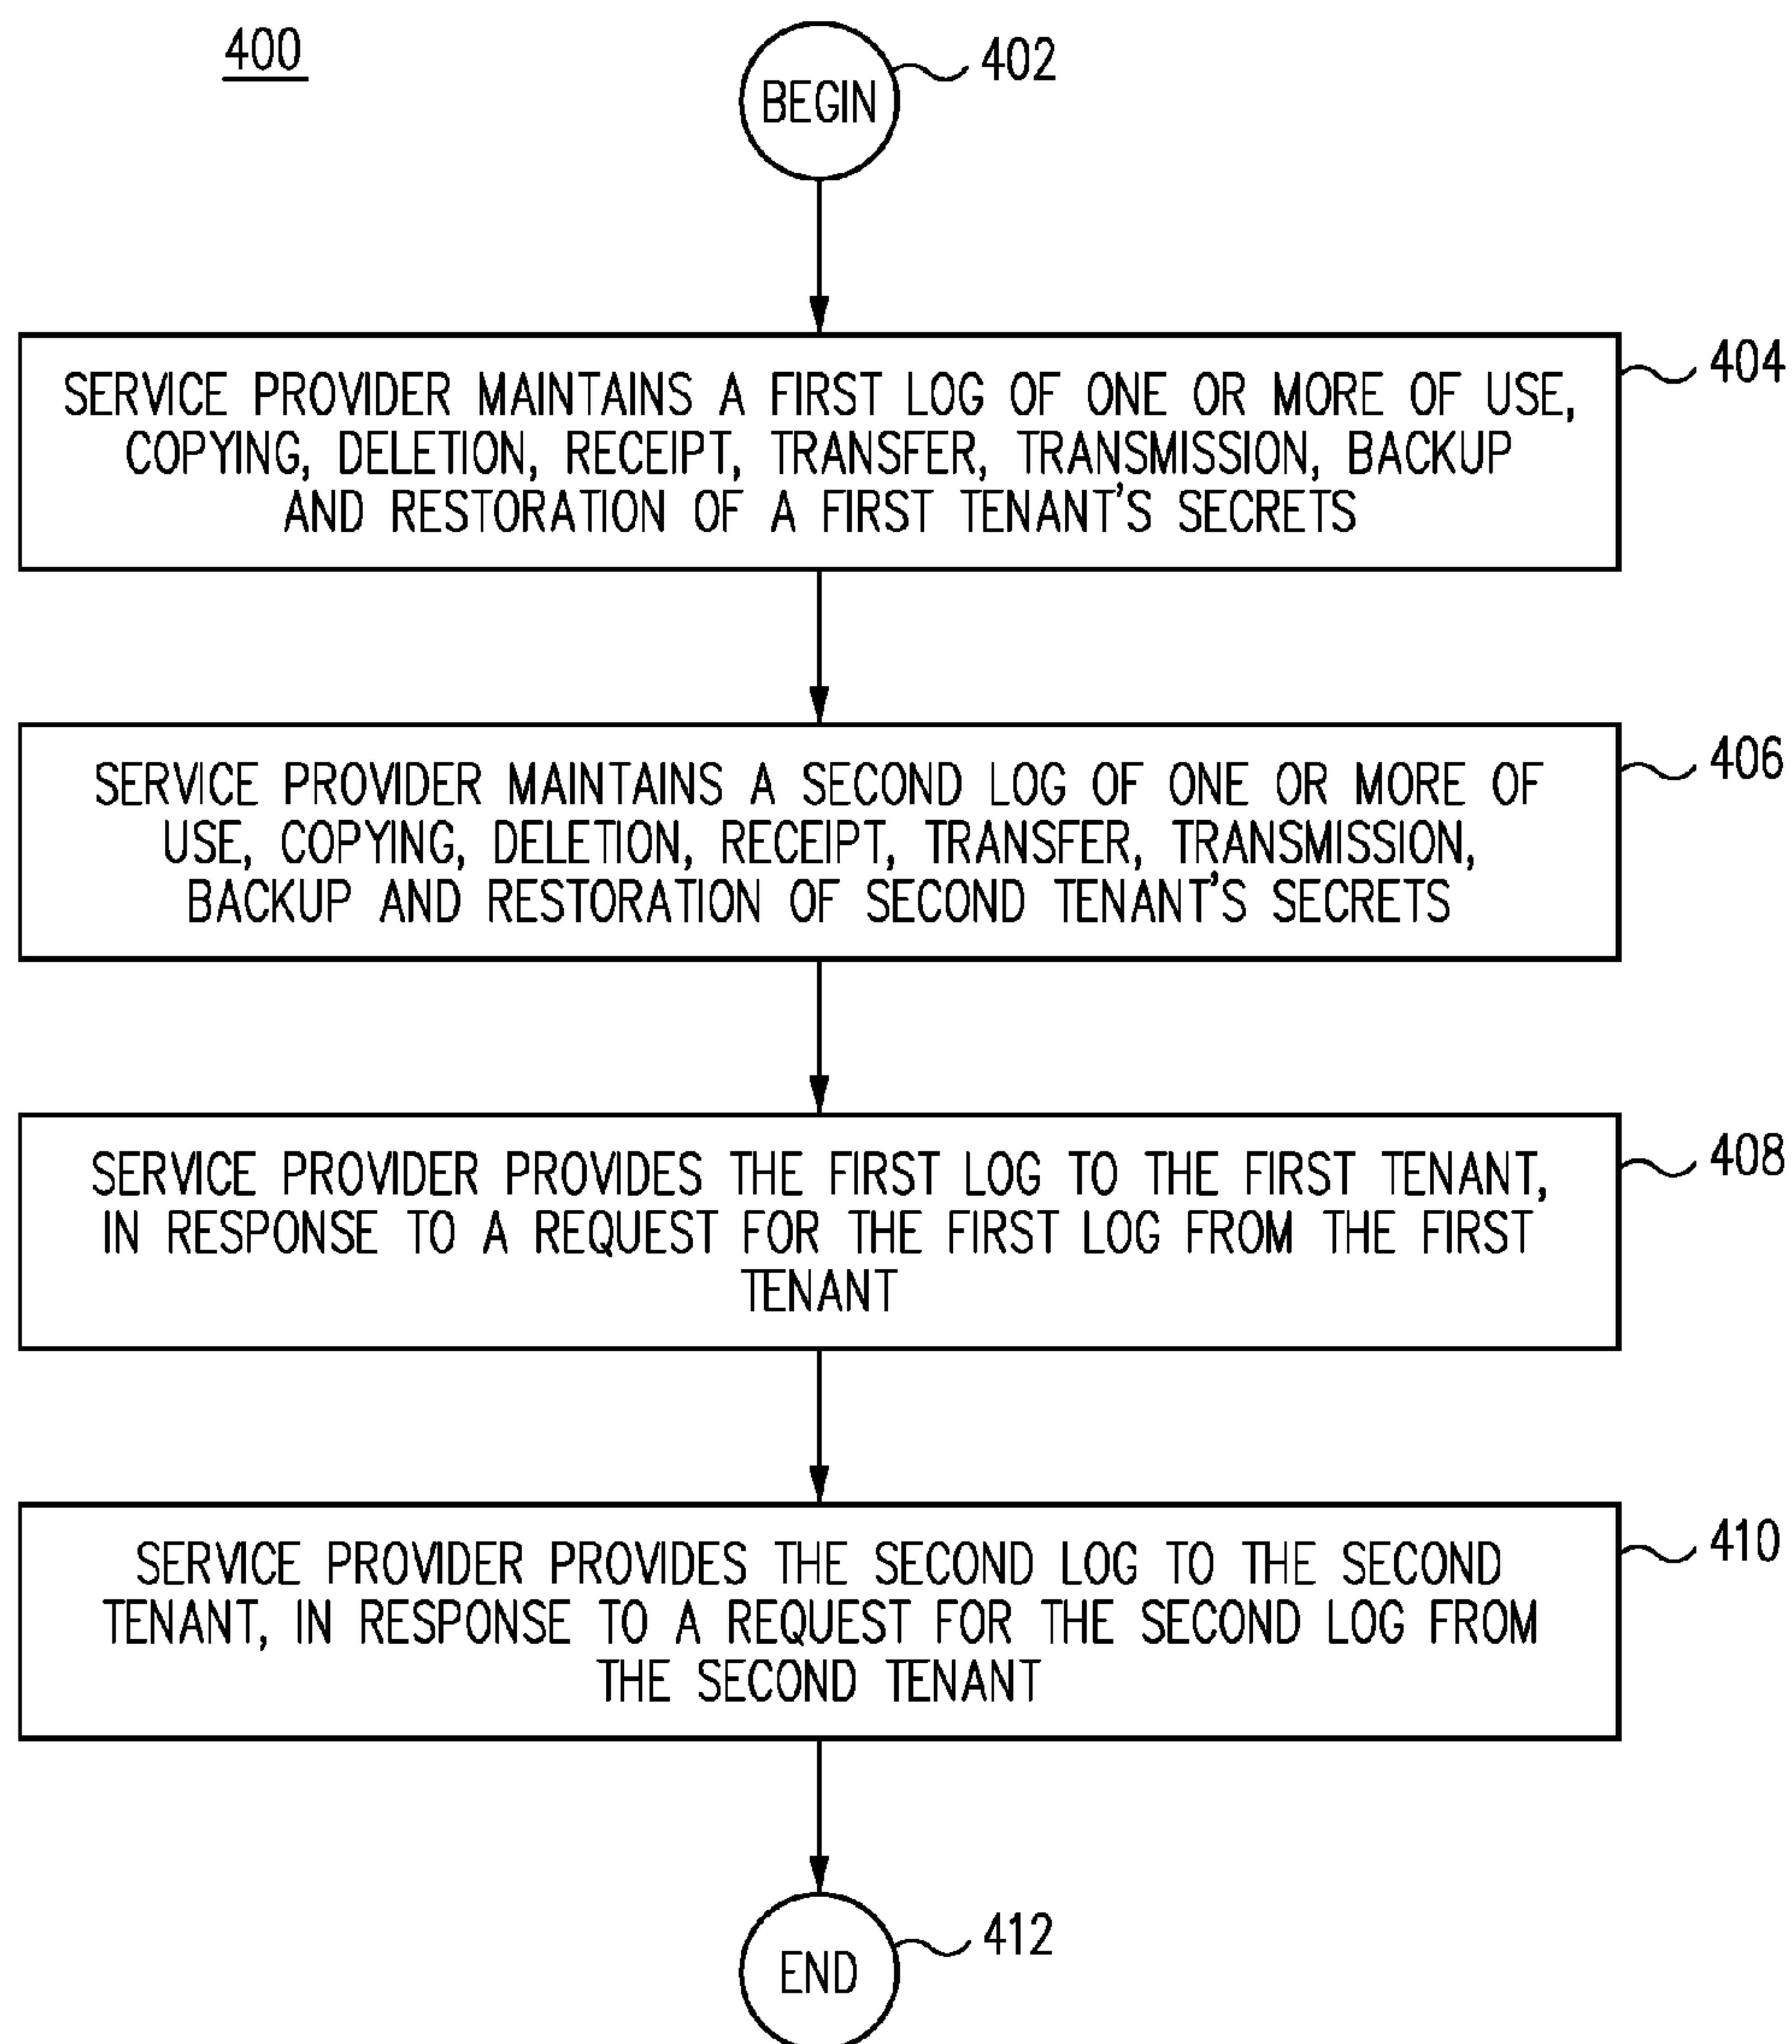 400
BEGIN
402
404
SERVICE PROVIDER MAINTAINS A FIRST LOG OF ONE OR MORE OF USE,
COPYING, DELETION, RECEIPT, TRANSFER, TRANSMISSION, BACKUP
AND RESTORATION OF A FIRST TENANT'S SECRETS
406
SERVICE PROVIDER MAINTAINS A SECOND LOG OF ONE OR MORE OF
USE, COPYING, DELETION, RECEIPT, TRANSFER, TRANSMISSION,
BACKUP AND RESTORATION OF SECOND TENANT'S SECRETS
408
SERVICE PROVIDER PROVIDES THE FIRST LOG TO THE FIRST TENANT,
IN RESPONSE TO A REQUEST FOR THE FIRST LOG FROM THE FIRST
TENANT
410
SERVICE PROVIDER PROVIDES THE SECOND LOG TO THE SECOND
TENANT, IN RESPONSE TO A REQUEST FOR THE SECOND LOG FROM
THE SECOND TENANT
412
END